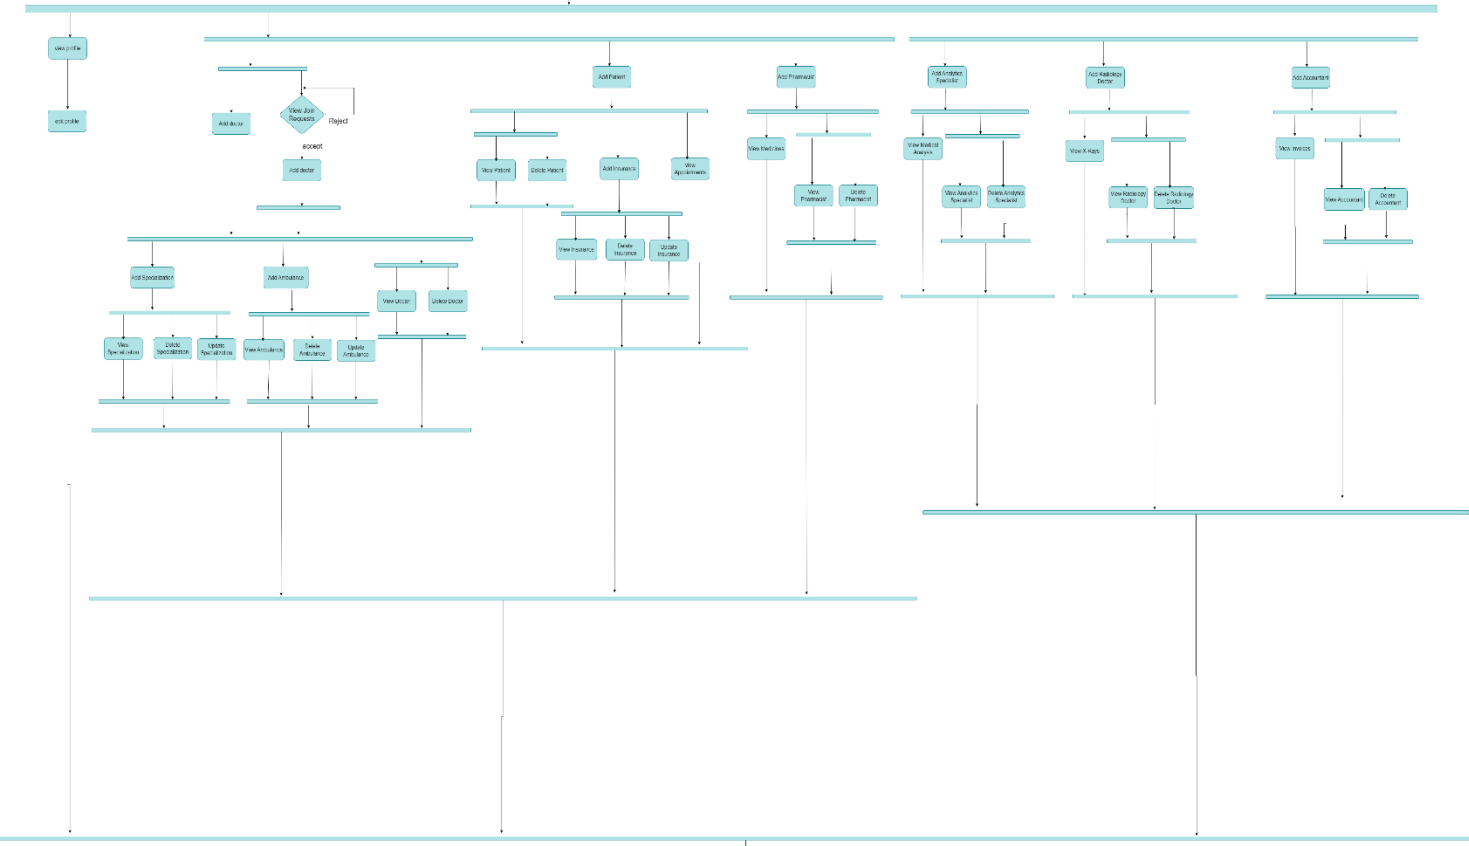 view profile
edit profile
Add doctor
View Join
Requests
Reject
accept
Add doctor
Add Patient
Add Pharmacist
Add Analytics
Specialist
Add Radiology
Doctor
Add Accountant
View Patient
Delete Patient
Add Insurance
View
Appointments
View Medicines
View
Pharmacist
Delete
Pharmacist
View Medical
Analysis
View Analytics
Specialist
Delete Analytics
Specialist
View X-Rays
View Radiology
Doctor
Delete Radiology
Doctor
View Invoices
View Accountant
Delete
Accountant
View Insurance
Delete
Insurance
Update
Insurance
Add Specialization
Add Ambulance
View Doctor
Delete Doctor
View
Specialization
Delete
Specialization
Update
Specialization
View Ambulance
Delete
Ambulance
Update
Ambulance